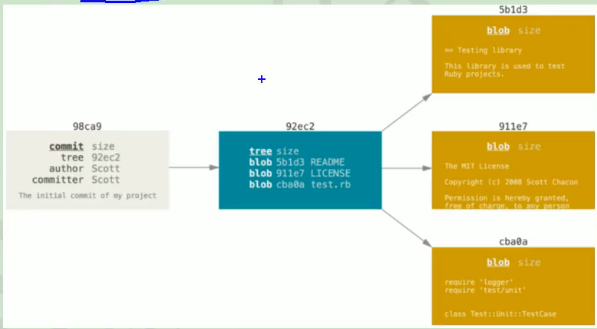 5b1d3
blob size
== Testing library
This library is used to test
Ruby projects.
98ca9
commit size
tree 92ec2
author Scott
committer Scott
The initial commit of my project
92ec2
tree size
blob 5b1d3 README
blob 911e7 LICENSE
blob cba0a test.rb
911e7
blob size
The MIT License
Copyright (c) 2008 Scott Chacon
Permission is hereby granted,
free of charge, to any person
cba0a
blob size
require 'logger'
require 'test/unit'
class Test::Unit::TestCase